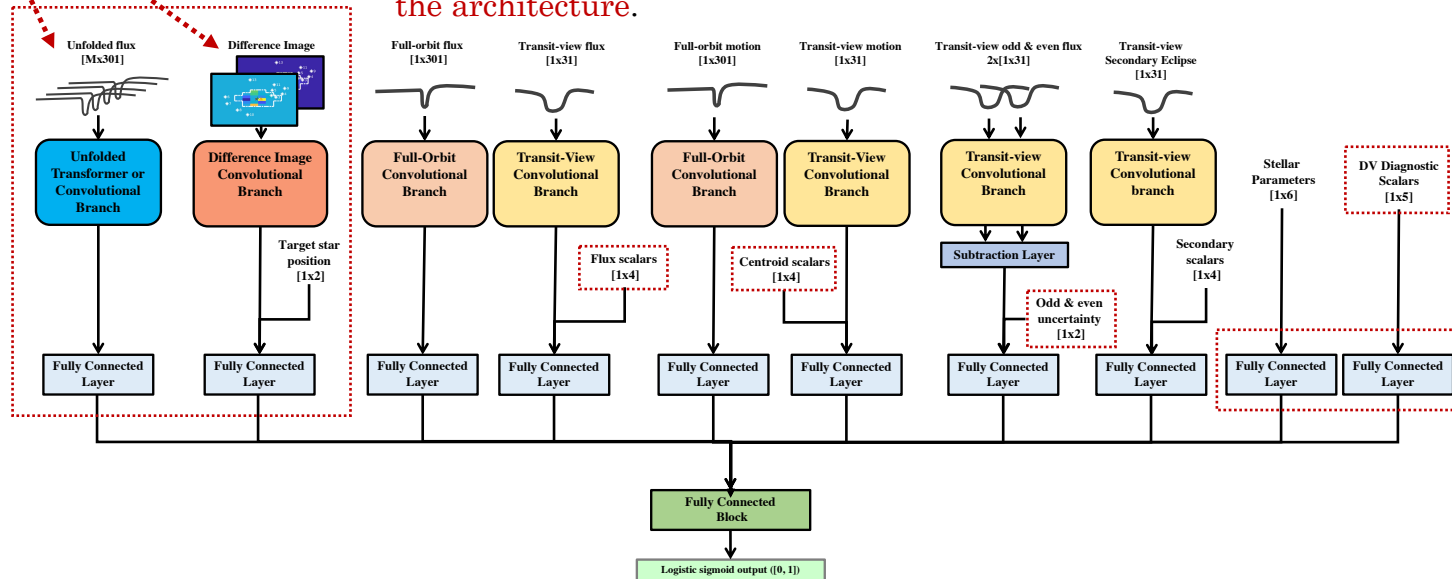 the architecture.
Unfolded flux
[Mx301]
Difference Image
Full-orbit flux
[1x301]
Transit-view flux
[1x31]
Full-orbit motion
[1x301]
Transit-view motion
[1x31]
Transit-view odd & even flux
2x[1x31]
Transit-view
Secondary Eclipse
[1x31]
Unfolded
Transformer or
Convolutional
Branch
Difference Image
Convolutional
Branch
Full-Orbit
Convolutional
Branch
Transit-View
Convolutional
Branch
Full-Orbit
Convolutional
Branch
Transit-View
Convolutional
Branch
Transit-view
Convolutional
Branch
Transit-view
Convolutional
branch
Stellar
Parameters
[1x6]
DV Diagnostic
Scalars
[1x5]
Target star
position
[1x2]
Flux scalars
[1x4]
Centroid scalars
[1x4]
Subtraction Layer
Odd & even
uncertainty
[1x2]
Secondary
scalars
[1x4]
Fully Connected
Layer
Fully Connected
Layer
Fully Connected
Layer
Fully Connected
Layer
Fully Connected
Layer
Fully Connected
Layer
Fully Connected
Layer
Fully Connected
Layer
Fully Connected
Layer
Fully Connected
Layer
Fully Connected
Block
Logistic sigmoid output ([0, 1])